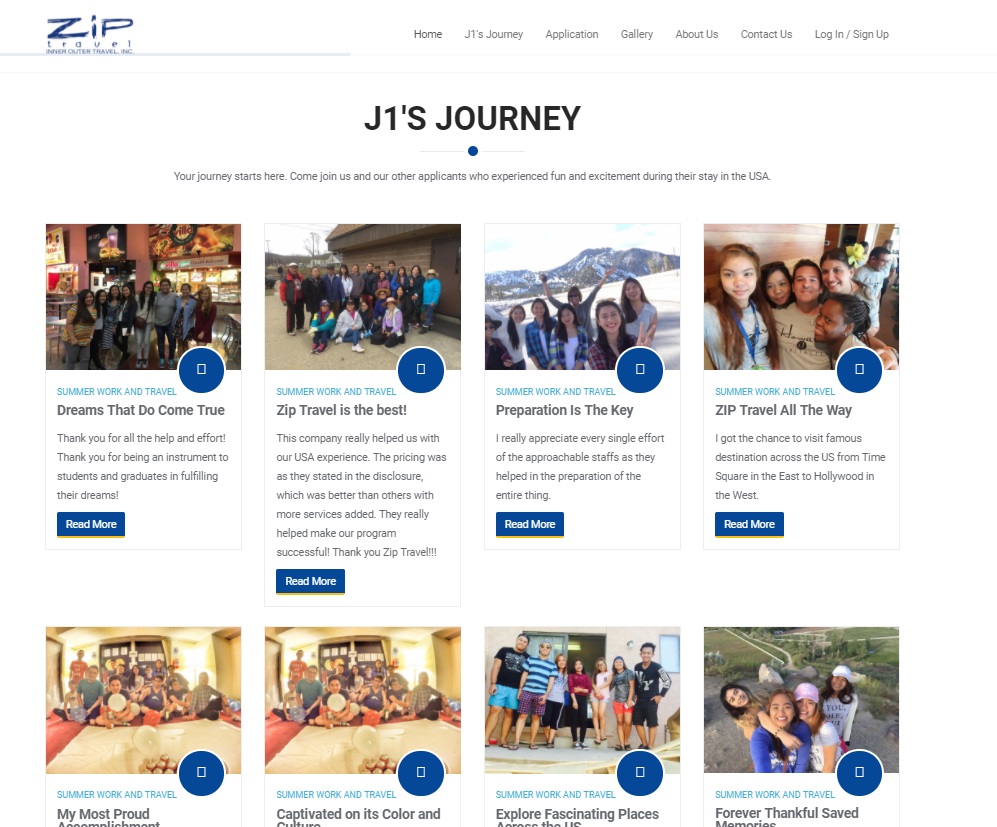 ZiP
travel
INNER OUTER TRAVEL, INC.
Home J1's Journey Application Gallery About Us Contact Us Log In / Sign Up
J1'S JOURNEY
Your journey starts here. Come join us and our other applicants who experienced fun and excitement during their stay in the USA.
SUMMER WORK AND TRAVEL
Dreams That Do Come True
Thank you for all the help and effort!
Thank you for being an instrument to
students and graduates in fulfilling
their dreams!
Read More
SUMMER WORK AND TRAVEL
Zip Travel is the best!
This company really helped us with
our USA experience. The pricing was
as they stated in the disclosure,
which was better than others with
more services added. They really
helped make our program
successful! Thank you Zip Travel!!!
Read More
SUMMER WORK AND TRAVEL
Preparation Is The Key
I really appreciate every single effort
of the approachable staffs as they
helped in the preparation of the
entire thing.
Read More
SUMMER WORK AND TRAVEL
ZIP Travel All The Way
I got the chance to visit famous
destination across the US from Time
Square in the East to Hollywood in
the West.
Read More
SUMMER WORK AND TRAVEL
My Most Proud
Accomplishment
SUMMER WORK AND TRAVEL
Captivated on its Color and
Culture
SUMMER WORK AND TRAVEL
Explore Fascinating Places
Across the US
SUMMER WORK AND TRAVEL
Forever Thankful Saved
Memories